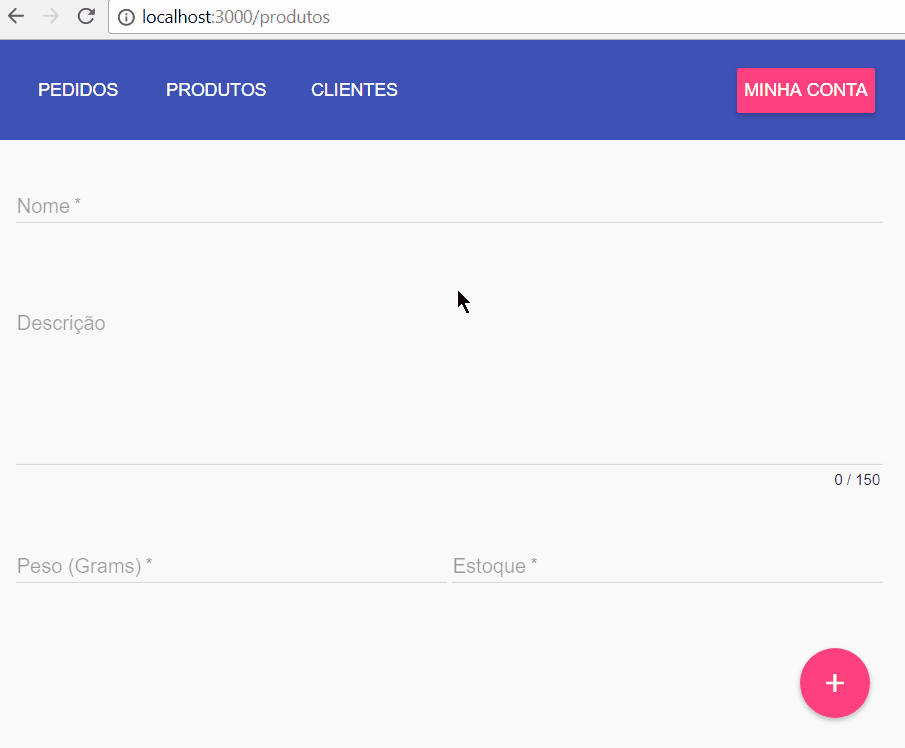 localhost:3000/produtos
PEDIDOS PRODUTOS CLIENTES MINHA CONTA
Nome *
Descrição
0 / 150
Peso (Grams) * Estoque *
+